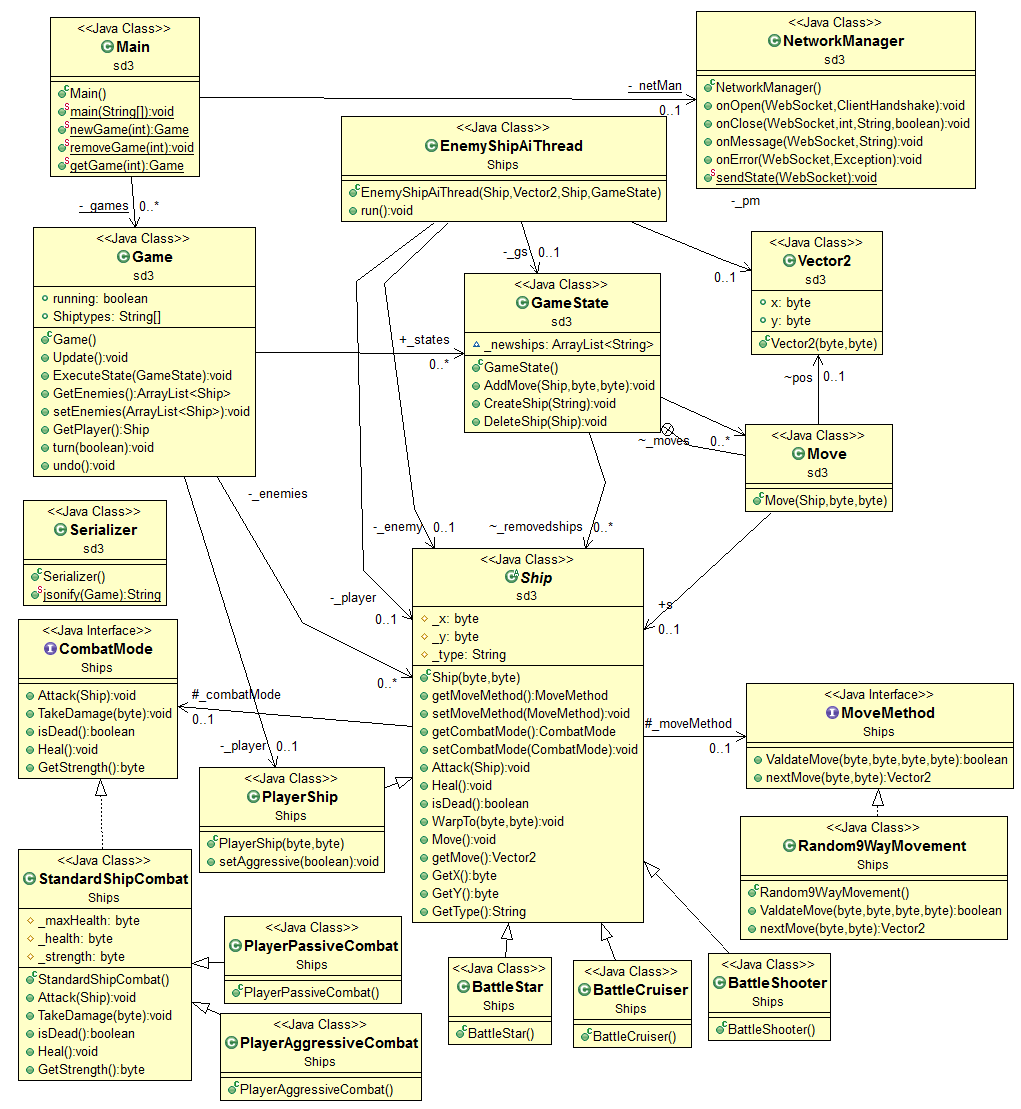 <<Java Class>>
Main
sd3
Main()
main(String[]):void
newGame(int):Game
removeGame(int):void
getGame(int):Game
-_netMan
0..1
<<Java Class>>
NetworkManager
sd3
NetworkManager()
onOpen(WebSocket,ClientHandshake):void
onClose(WebSocket,int,String,boolean):void
onMessage(WebSocket,String):void
onError(WebSocket,Exception):void
sendState(WebSocket):void
<<Java Class>>
EnemyShipAiThread
Ships
EnemyShipAiThread(Ship,Vector2,Ship,GameState)
run():void
-_games 0..*
-_pm
0..1
-_gs 0..1
<<Java Class>>
Game
sd3
running: boolean
Shiptypes: String[]
Game()
Update():void
ExecuteState(GameState):void
GetEnemies():ArrayList<Ship>
setEnemies(ArrayList<Ship>):void
GetPlayer():Ship
turn(boolean):void
undo():void
+_states
0..*
<<Java Class>>
GameState
sd3
_newships: ArrayList<String>
GameState()
AddMove(Ship,byte,byte):void
CreateShip(String):void
DeleteShip(Ship):void
<<Java Class>>
Vector2
sd3
x: byte
y: byte
Vector2(byte,byte)
~pos 0..1
~_moves 0..*
<<Java Class>>
Move
sd3
Move(Ship,byte,byte)
-_enemies
-_enemy 0..1
~_removedships 0..*
<<Java Class>>
Serializer
sd3
Serializer()
jsonify(Game):String
-_player
0..1
+s
0..1
0..*
<<Java Class>>
Ship
sd3
_x: byte
_y: byte
_type: String
Ship(byte,byte)
getMoveMethod():MoveMethod
setMoveMethod(MoveMethod):void
getCombatMode():CombatMode
setCombatMode(CombatMode):void
Attack(Ship):void
Heal():void
isDead():boolean
WarpTo(byte,byte):void
Move():void
getMove():Vector2
GetX():byte
GetY():byte
GetType():String
<<Java Interface>>
CombatMode
Ships
Attack(Ship):void
TakeDamage(byte):void
isDead():boolean
Heal():void
GetStrength():byte
#_combatMode
0..1
-_player 0..1
#_moveMethod
0..1
<<Java Interface>>
MoveMethod
Ships
ValdateMove(byte,byte,byte,byte):boolean
nextMove(byte,byte):Vector2
<<Java Class>>
PlayerShip
Ships
PlayerShip(byte,byte)
setAggressive(boolean):void
<<Java Class>>
Random9WayMovement
Ships
Random9WayMovement()
ValdateMove(byte,byte,byte,byte):boolean
nextMove(byte,byte):Vector2
<<Java Class>>
StandardShipCombat
Ships
_maxHealth: byte
_health: byte
_strength: byte
StandardShipCombat()
Attack(Ship):void
TakeDamage(byte):void
isDead():boolean
Heal():void
GetStrength():byte
<<Java Class>>
PlayerPassiveCombat
Ships
PlayerPassiveCombat()
<<Java Class>>
PlayerAggressiveCombat
Ships
PlayerAggressiveCombat()
<<Java Class>>
BattleStar
Ships
BattleStar()
<<Java Class>>
BattleCruiser
Ships
BattleCruiser()
<<Java Class>>
BattleShooter
Ships
BattleShooter()